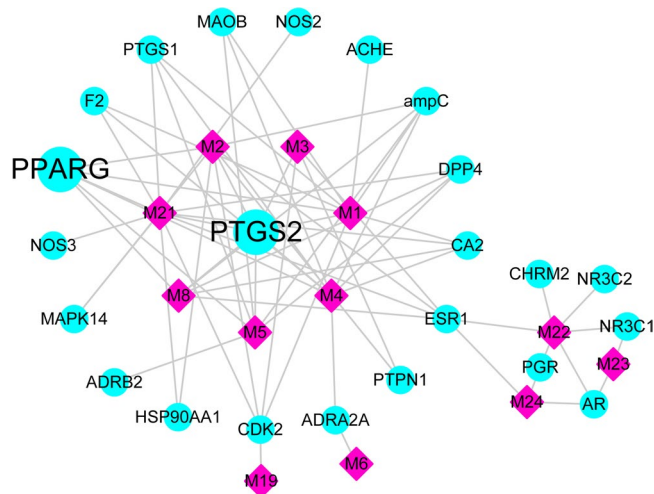 MAOB
NOS2
PTGS1
ACHE
F2
ampC
M2
M3
PPARG
DPP4
M21
M1
PTGS2
NOS3
CA2
CHRM2
NR3C2
M8
M4
MAPK14
M5
ESR1
M22
NR3C1
PGR
M23
ADRB2
PTPN1
M24
AR
HSP90AA1
CDK2
ADRA2A
M6
M19